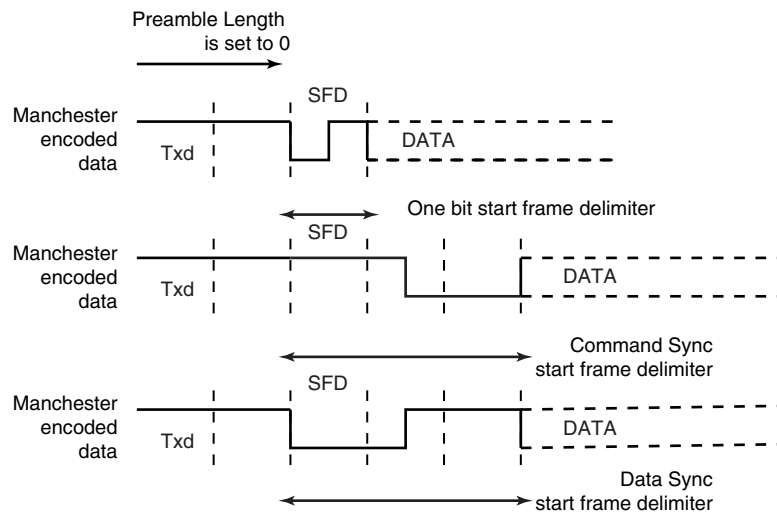 Preamble Length
is set to 0
SFD
Manchester
encoded
data
Txd
DATA
One bit start frame delimiter
SFD
Manchester
encoded
data
Txd
DATA
Command Sync
start frame delimiter
SFD
Manchester
encoded
data
Txd
DATA
Data Sync
start frame delimiter